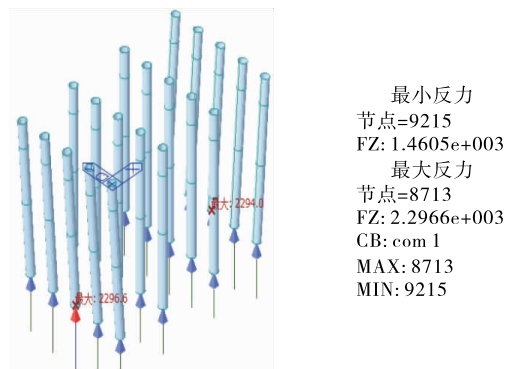 最大: 2294.0
最大: 2296.6
最小反力
节点=9215
FZ: 1.4605e+003
最大反力
节点=8713
FZ: 2.2966e+003
CB: com 1
MAX: 8713
MIN: 9215